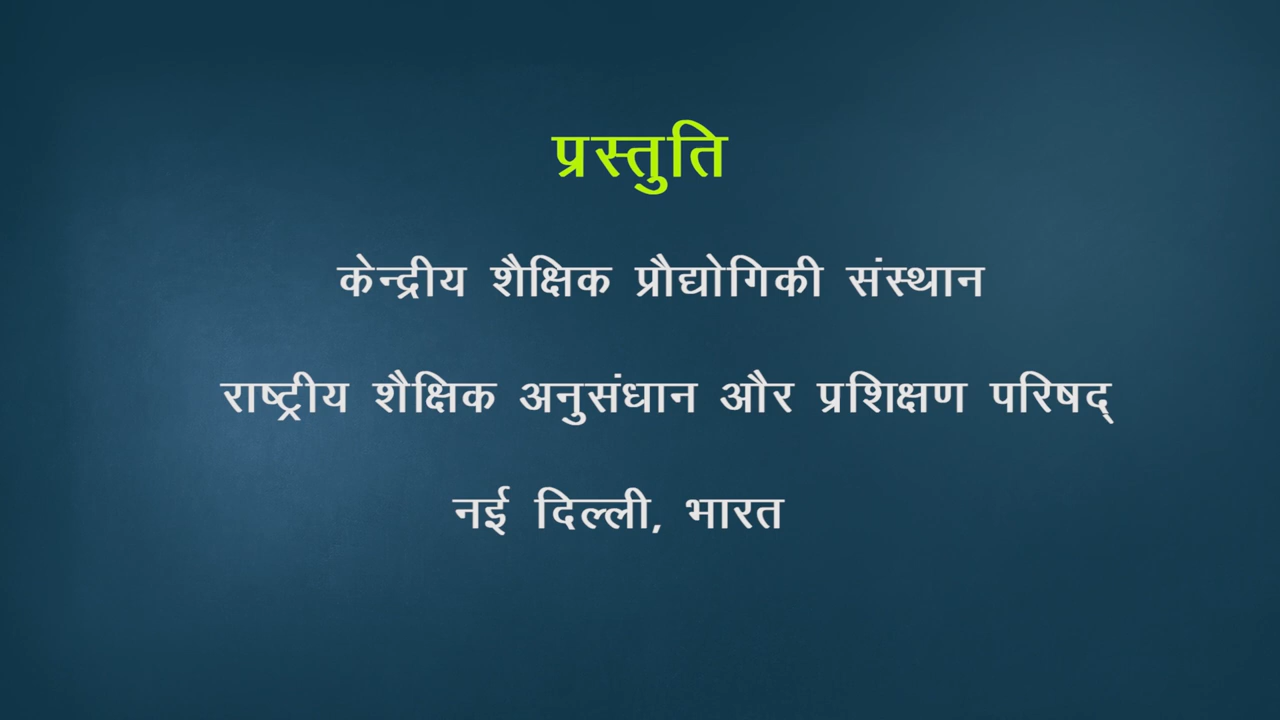 प्रस्तुति
केन्द्रीय शैक्षिक प्रौद्योगिकी संस्थान
राष्ट्रीय शैक्षिक अनुसंधान और प्रशिक्षण परिषद्
नई दिल्ली, भारत